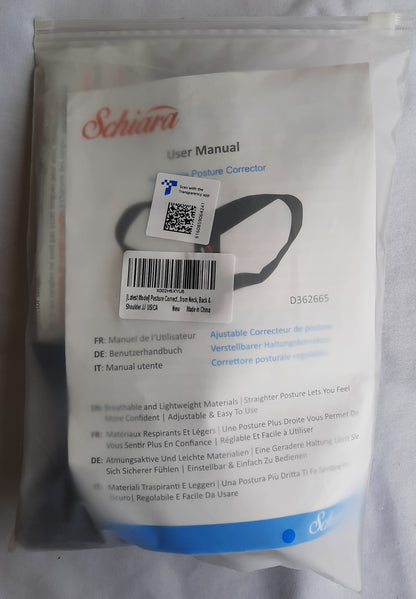 Schiara
User Manual
Posture Corrector
Scan with the
Transparency app
X002H6XYU5
[Latest Model] Posture Correct...from Neck, Back &
Shoulder JJ US/CA New Made in China
D362665
FR: Manuel de l'Utilisateur
DE: Benutzerhandbuch
IT: Manual utente
Ajustable Correcteur de posture
Verstellbarer Haltungskorrektor
Correttore posturale regolabile
EN: Breathable and Lightweight Materials | Straighter Posture Lets You Feel
More Confident | Adjustable & Easy To Use
FR: Matériaux Respirants Et Légers | Une Posture Plus Droite Vous Permet De
Vous Sentir Plus En Confiance | Réglable Et Facile à Utiliser
DE: Atmungsaktive Und Leichte Materialien | Eine Geradere Haltung Lässt Sie
Sich Sicherer Fühlen | Einstellbar & Einfach Zu Bedienen
IT: Materiali Traspiranti E Leggeri | Una Postura Più Dritta Ti Fa Sentire Più
Sicuro| Regolabile E Facile Da Usare
Schiara